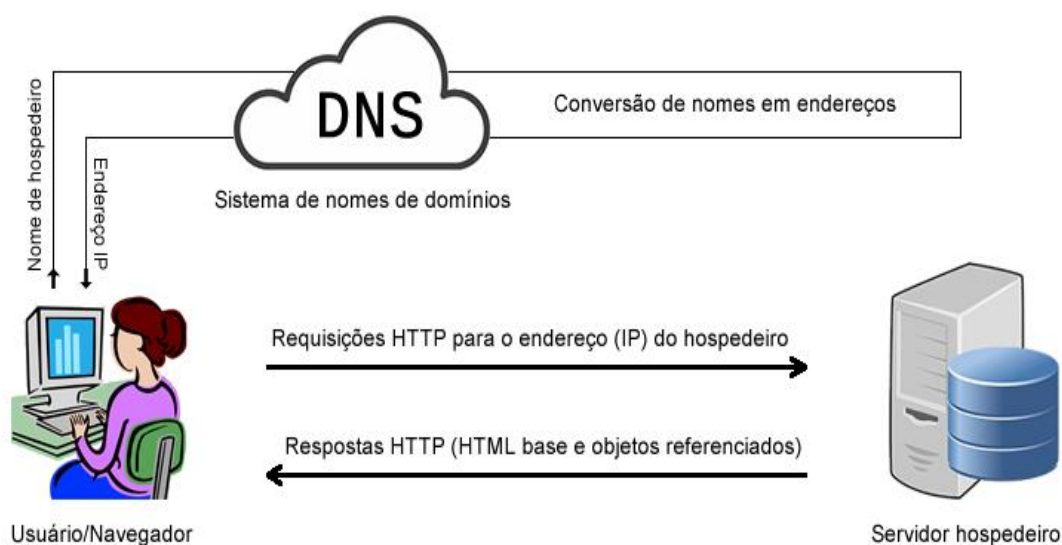 DNS
Conversão de nomes em endereços
Sistema de nomes de domínios
Nome de hospedeiro
Endereço IP
Requisições HTTP para o endereço (IP) do hospedeiro
Respostas HTTP (HTML base e objetos referenciados)
Usuário/Navegador
Servidor hospedeiro